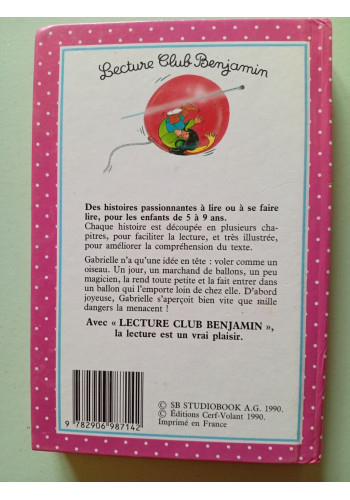 Lecture Club Benjamin
Des histoires passionnantes à lire ou à se faire
lire, pour les enfants de 5 à 9 ans.
Chaque histoire est découpée en plusieurs cha-
pitres, pour faciliter la lecture, et très illustrée,
pour améliorer la compréhension du texte.
Gabrielle n'a qu'une idée en tête : voler comme un
oiseau. Un jour, un marchand de ballons, un peu
magicien, la rend toute petite et la fait entrer dans
un ballon qui l'emporte loin de chez elle. D'abord
joyeuse, Gabrielle s'aperçoit bien vite que mille
dangers la menacent !
Avec « LECTURE CLUB BENJAMIN »,
la lecture est un vrai plaisir.
© SB STUDIOBOOK A.G. 1990.
© Éditions Cerf-Volant 1990.
Imprimé en France
9 782906 987142